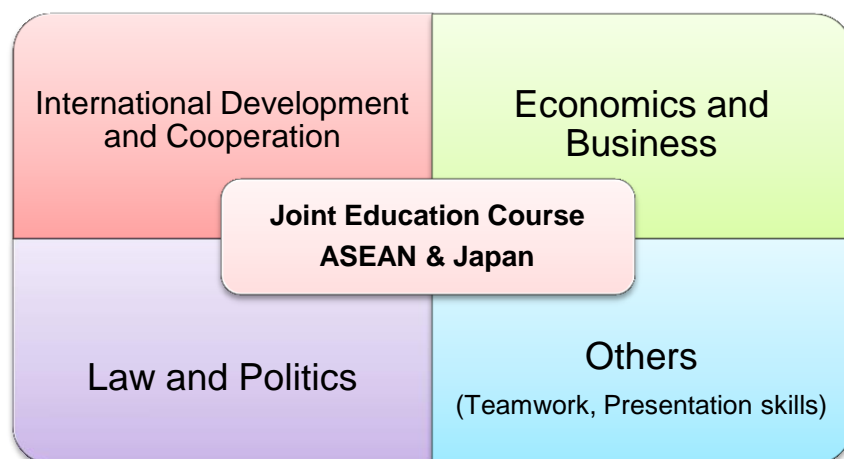 International Development
and Cooperation
Economics and
Business
Joint Education Course
ASEAN & Japan
Law and Politics
Others
(Teamwork, Presentation skills)